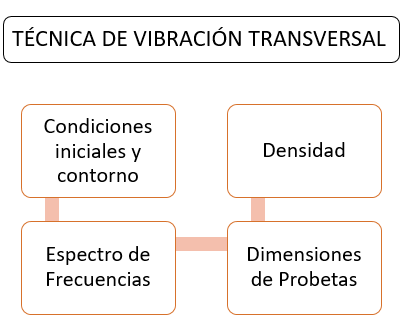 TÉCNICA DE VIBRACIÓN TRANSVERSAL
Condiciones
iniciales y
contorno
Densidad
Espectro de
Frecuencias
Dimensiones
de Probetas